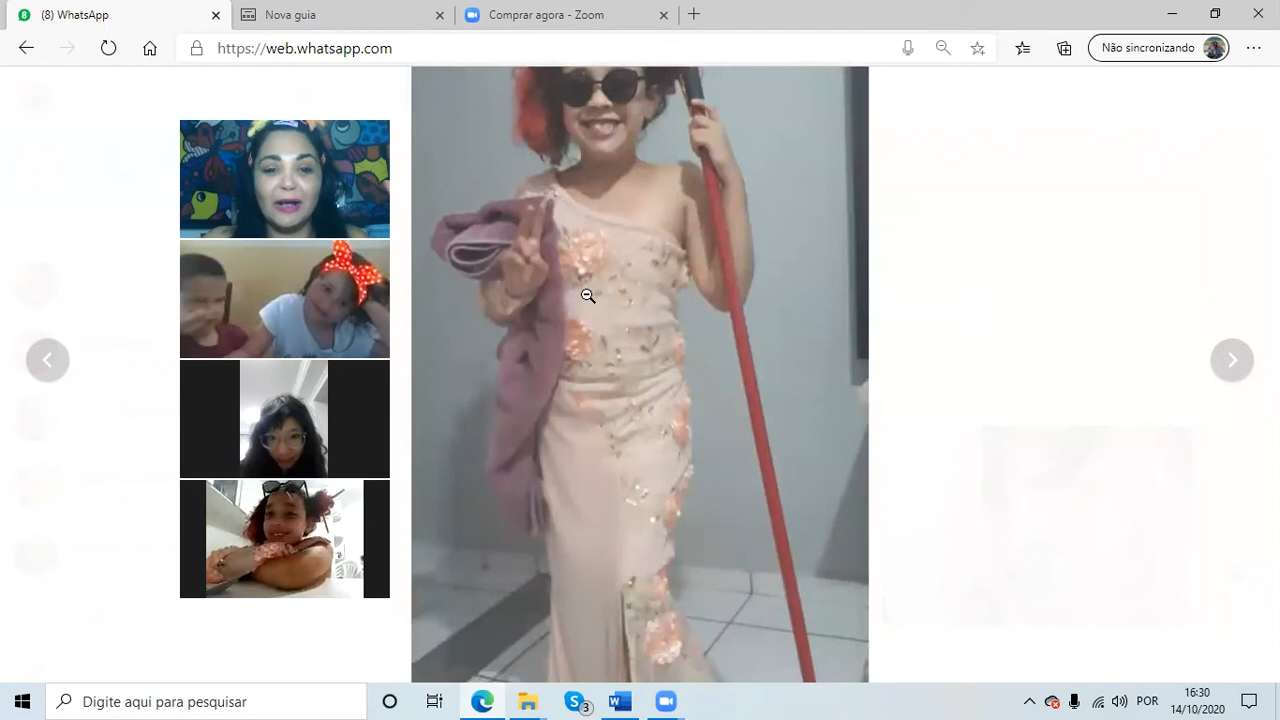 (8) WhatsApp
Nova guia
Comprar agora - Zoom
https://web.whatsapp.com
Não sincronizando
Digite aqui para pesquisar
3
POR
16:30
14/10/2020